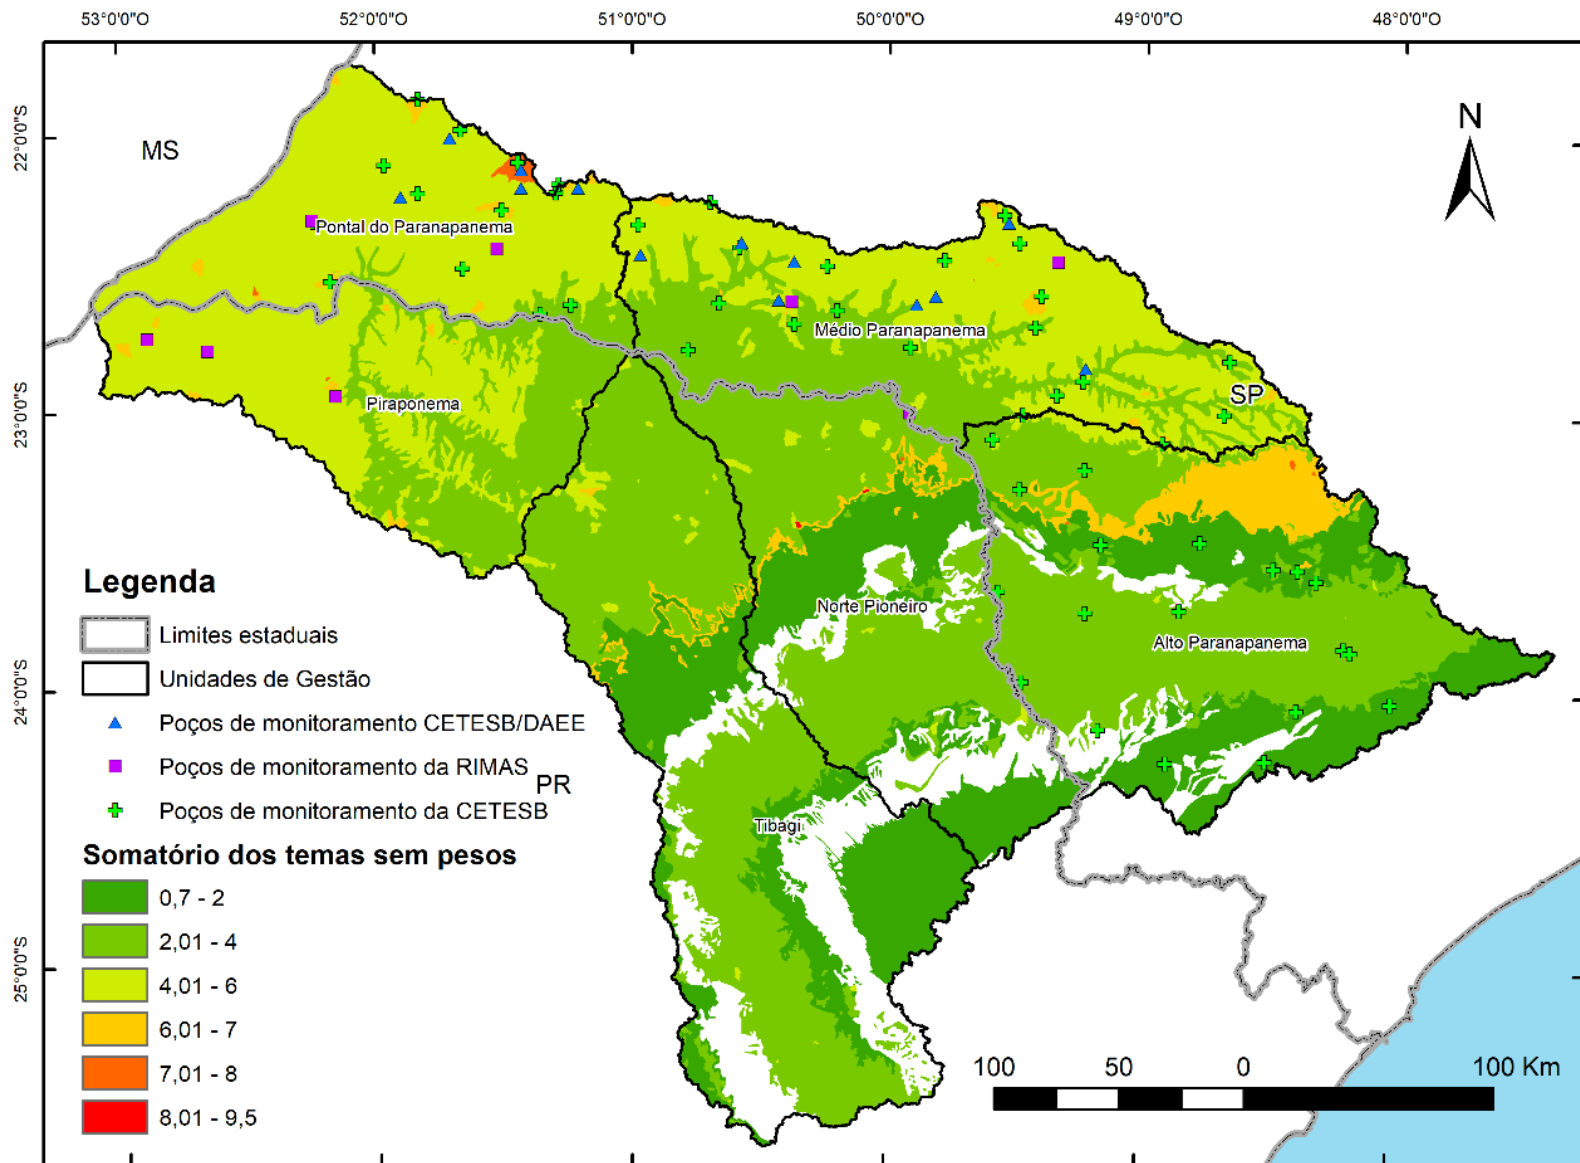 53°0'0"O 52°0'0"O 51°0'0"O 50°0'0"O 49°0'0"O 48°0'0"O
22°0'0"S
23°0'0"S
24°0'0"S
25°0'0"S
MS
N
Pontal do Paranapanema
Médio Paranapanema
SP
Piraponema
Norte Pioneiro
Alto Paranapanema
PR
Tibagi
Legenda
Limites estaduais
Unidades de Gestão
Poços de monitoramento CETESB/DAEE
Poços de monitoramento da RIMAS
Poços de monitoramento da CETESB
Somatório dos temas sem pesos
0,7 - 2
2,01 - 4
4,01 - 6
6,01 - 7
7,01 - 8
8,01 - 9,5
100 50 0 100 Km